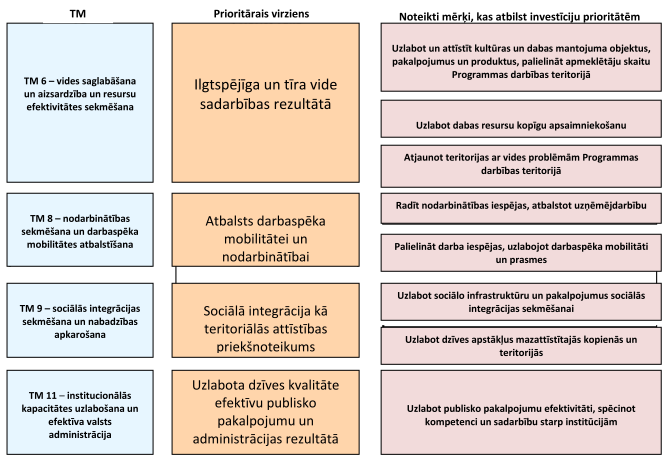 TM
Prioritārais virziens
Noteikti mērķi, kas atbilst investīciju prioritātēm
TM 6 – vides saglabāšana
un aizsardzība un resursu
efektivitātes sekmēšana
Ilgtspējīga un tīra vide
sadarbības rezultātā
Uzlabot un attīstīt kultūras un dabas mantojuma objektus,
pakalpojumus un produktus, palielināt apmeklētāju skaitu
Programmas darbības teritorijā
Uzlabot dabas resursu kopīgu apsaimniekošanu
Atjaunot teritorijas ar vides problēmām Programmas
darbības teritorijā
TM 8 – nodarbinātības
sekmēšana un darbaspēka
mobilitātes atbalstīšana
Atbalsts darbaspēka
mobilitātei un
nodarbinātībai
Radīt nodarbinātības iespējas, atbalstot uzņēmējdarbību
Palielināt darba iespējas, uzlabojot darbaspēka mobilitāti
un prasmes
TM 9 – sociālās integrācijas
sekmēšana un nabadzības
apkarošana
Sociālā integrācija kā
teritoriālās attīstības
priekšnoteikums
Uzlabot sociālo infrastruktūru un pakalpojumus sociālās
integrācijas sekmēšanai
Uzlabot dzīves apstākļus mazattīstītajās kopienās un
teritorijās
TM 11 – institucionālās
kapacitātes uzlabošana un
efektīva valsts
administrācija
Uzlabota dzīves kvalitāte
efektīvu publisko
pakalpojumu un
administrācijas rezultātā
Uzlabot publisko pakalpojumu efektivitāti, spēcinot
kompetenci un sadarbību starp institūcijām